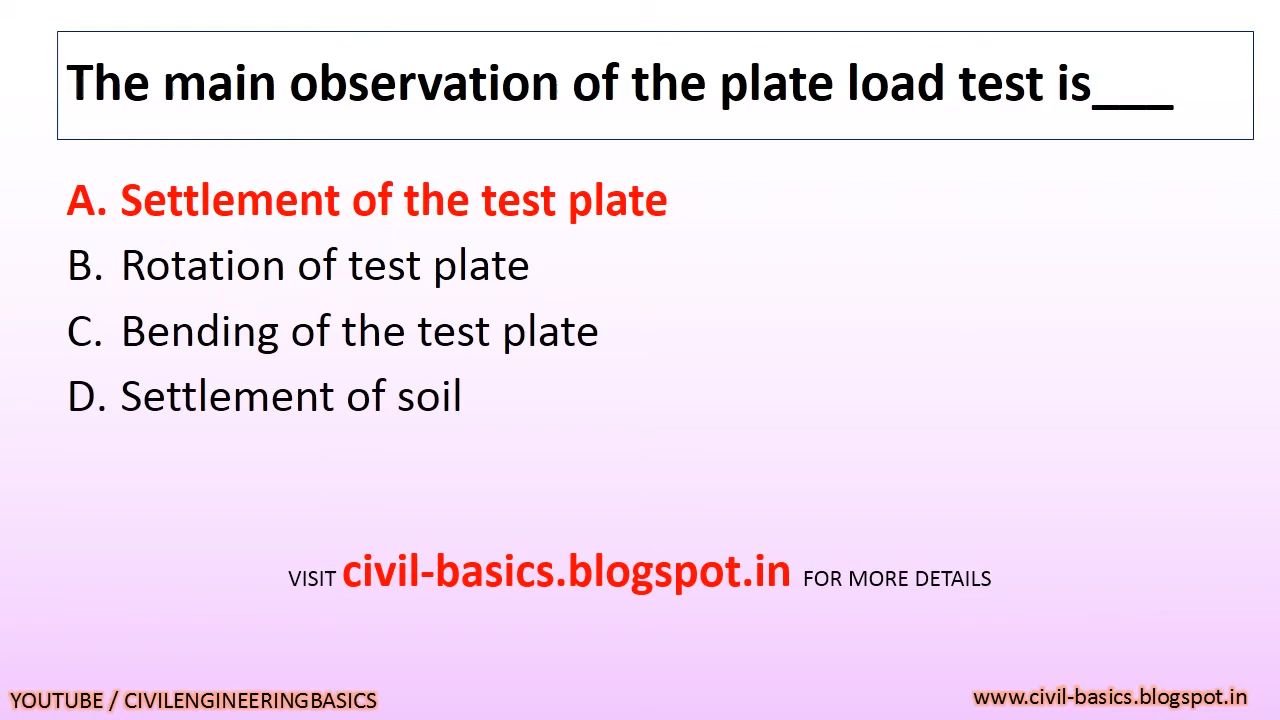 The main observation of the plate load test is___
A. Settlement of the test plate
B. Rotation of test plate
C. Bending of the test plate
D. Settlement of soil
VISIT civil-basics.blogspot.in FOR MORE DETAILS
YOUTUBE / CIVILENGINEERINGBASICS
www.civil-basics.blogspot.in